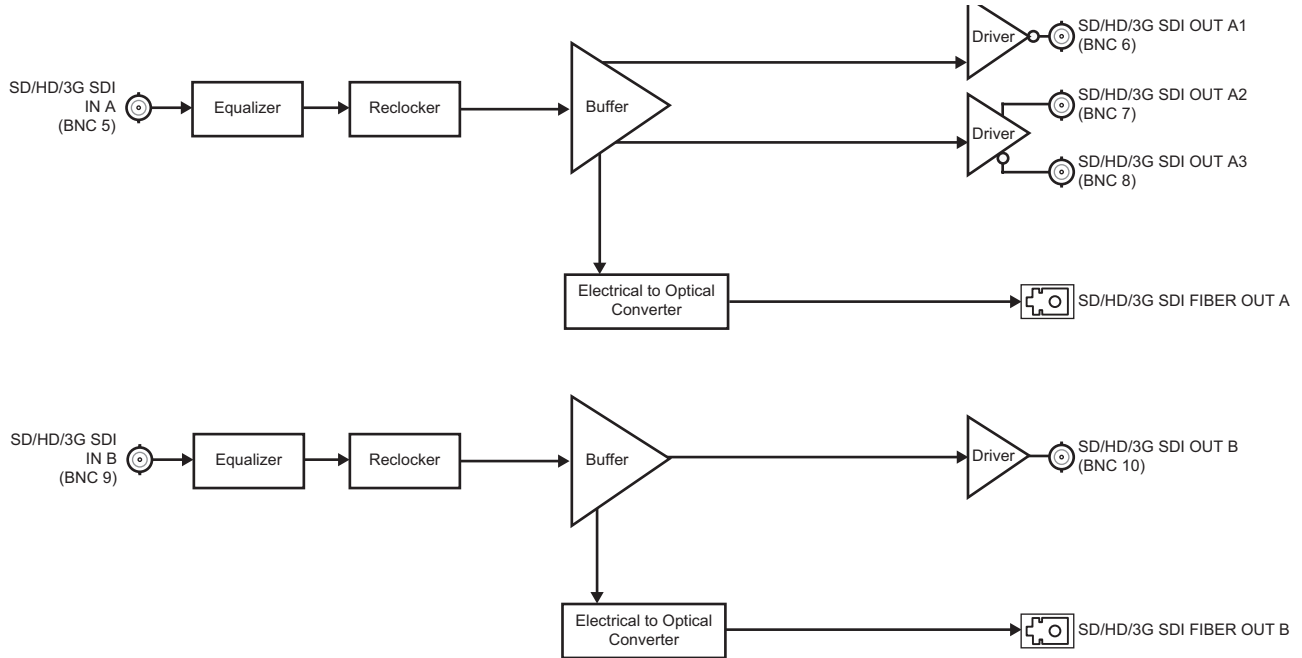 SD/HD/3G SDI
IN A
(BNC 5)
Equalizer
Reclocker
Buffer
Driver
SD/HD/3G SDI OUT A1
(BNC 6)
Driver
SD/HD/3G SDI OUT A2
(BNC 7)
SD/HD/3G SDI OUT A3
(BNC 8)
Electrical to Optical
Converter
SD/HD/3G SDI FIBER OUT A
SD/HD/3G SDI
IN B
(BNC 9)
Equalizer
Reclocker
Buffer
Driver
SD/HD/3G SDI OUT B
(BNC 10)
Electrical to Optical
Converter
SD/HD/3G SDI FIBER OUT B